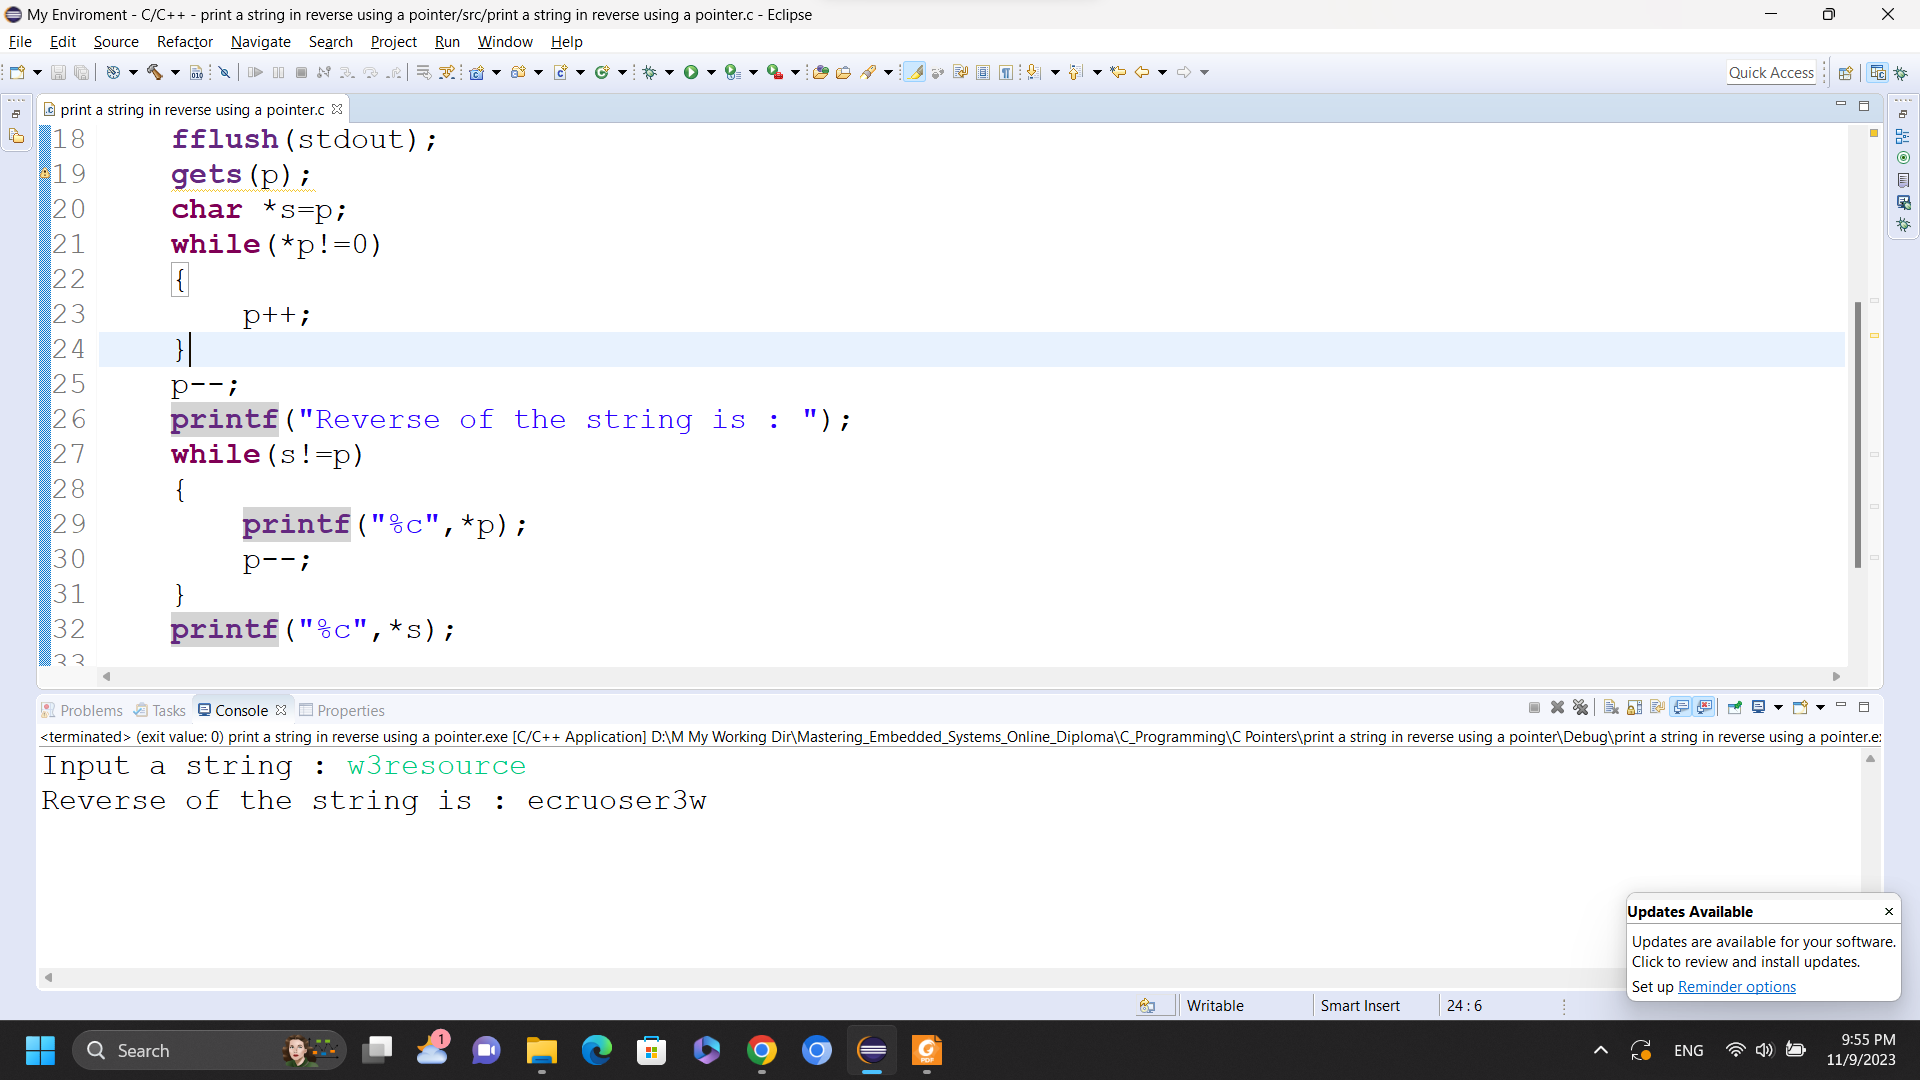 My Enviroment - C/C++ - print a string in reverse using a pointer/src/print a string in reverse using a pointer.c - Eclipse
File Edit Source Refactor Navigate Search Project Run Window Help
Quick Access
print a string in reverse using a pointer.c
18 fflush(stdout);
19 gets(p);
20 char *s=p;
21 while(*p!=0)
22 {
23 p++;
24 }
25 p--;
26 printf("Reverse of the string is : ");
27 while(s!=p)
28 {
29 printf("%c",*p);
30 p--;
31 }
32 printf("%c",*s);
33
Problems Tasks Console Properties
<terminated> (exit value: 0) print a string in reverse using a pointer.exe [C/C++ Application] D:\M My Working Dir\Mastering_Embedded_Systems_Online_Diploma\C_Programming\C Pointers\print a string in reverse using a pointer\Debug\print a string in reverse using a pointer.ex
Input a string : w3resource
Reverse of the string is : ecruoser3w
Updates Available
Updates are available for your software.
Click to review and install updates.
Set up Reminder options
Writable Smart Insert 24 : 6
Search
1
ENG
9:55 PM
11/9/2023